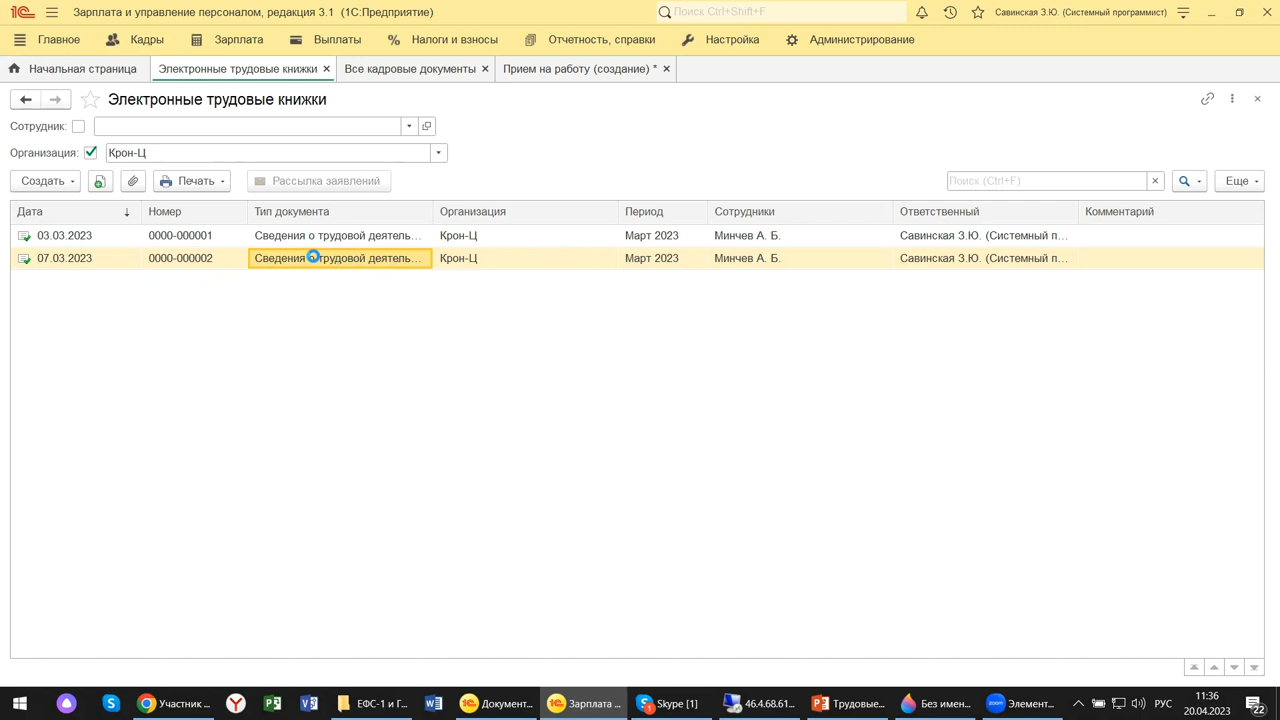 Зарплата и управление персоналом, редакция 3.1 (1С:Предприятие)
Поиск Ctrl+Shift+F
Савинская З.Ю. (Системный программист)
Главное
Кадры
Зарплата
Выплаты
Налоги и взносы
Отчетность, справки
Настройка
Администрирование
Начальная страница
Электронные трудовые книжки
Все кадровые документы
Прием на работу (создание) *
Электронные трудовые книжки
Сотрудник:
Организация: Крон-Ц
Создать
Печать
Рассылка заявлений
Поиск (Ctrl+F)
Еще
Дата Номер Тип документа Организация Период Сотрудники Ответственный Комментарий
03.03.2023 0000-000001 Сведения о трудовой деятель... Крон-Ц Март 2023 Минчев А. Б. Савинская З.Ю. (Системный п...
07.03.2023 0000-000002 Сведения о трудовой деятель... Крон-Ц Март 2023 Минчев А. Б. Савинская З.Ю. (Системный п...
Участник ...
ЕФС-1 и Г...
Документ...
Зарплата ...
Skype [1]
46.4.68.61...
Трудовые...
Без имен...
Элемент...
РУС
11:36
20.04.2023
22